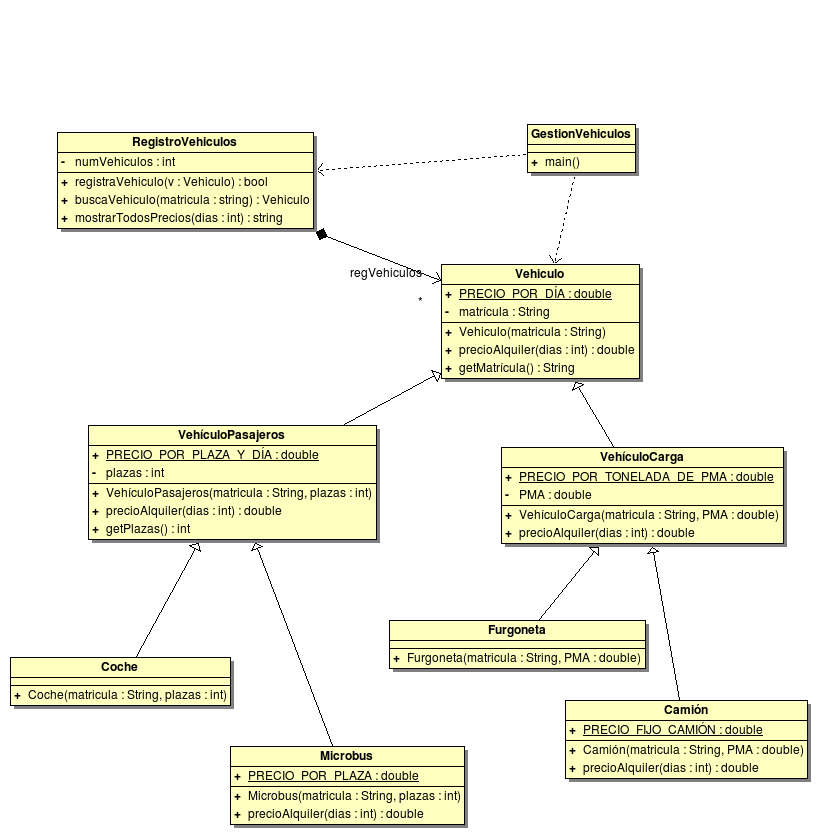 RegistroVehiculos
- numVehiculos : int
+ registraVehiculo(v : Vehiculo) : bool
+ buscaVehiculo(matricula : string) : Vehiculo
+ mostrarTodosPrecios(dias : int) : string
GestionVehiculos
+ main()
regVehiculos
*
Vehiculo
+ PRECIO_POR_DÍA : double
- matrícula : String
+ Vehiculo(matricula : String)
+ precioAlquiler(dias : int) : double
+ getMatrícula() : String
VehículoPasajeros
+ PRECIO_POR_PLAZA_Y_DÍA : double
- plazas : int
+ VehículoPasajeros(matricula : String, plazas : int)
+ precioAlquiler(dias : int) : double
+ getPlazas() : int
VehículoCarga
+ PRECIO_POR_TONELADA_DE_PMA : double
- PMA : double
+ VehículoCarga(matricula : String, PMA : double)
+ precioAlquiler(dias : int) : double
Furgoneta
+ Furgoneta(matricula : String, PMA : double)
Coche
+ Coche(matricula : String, plazas : int)
Camión
+ PRECIO_FIJO_CAMIÓN : double
+ Camión(matricula : String, PMA : double)
+ precioAlquiler(dias : int) : double
Microbus
+ PRECIO_POR_PLAZA : double
+ Microbus(matricula : String, plazas : int)
+ precioAlquiler(dias : int) : double